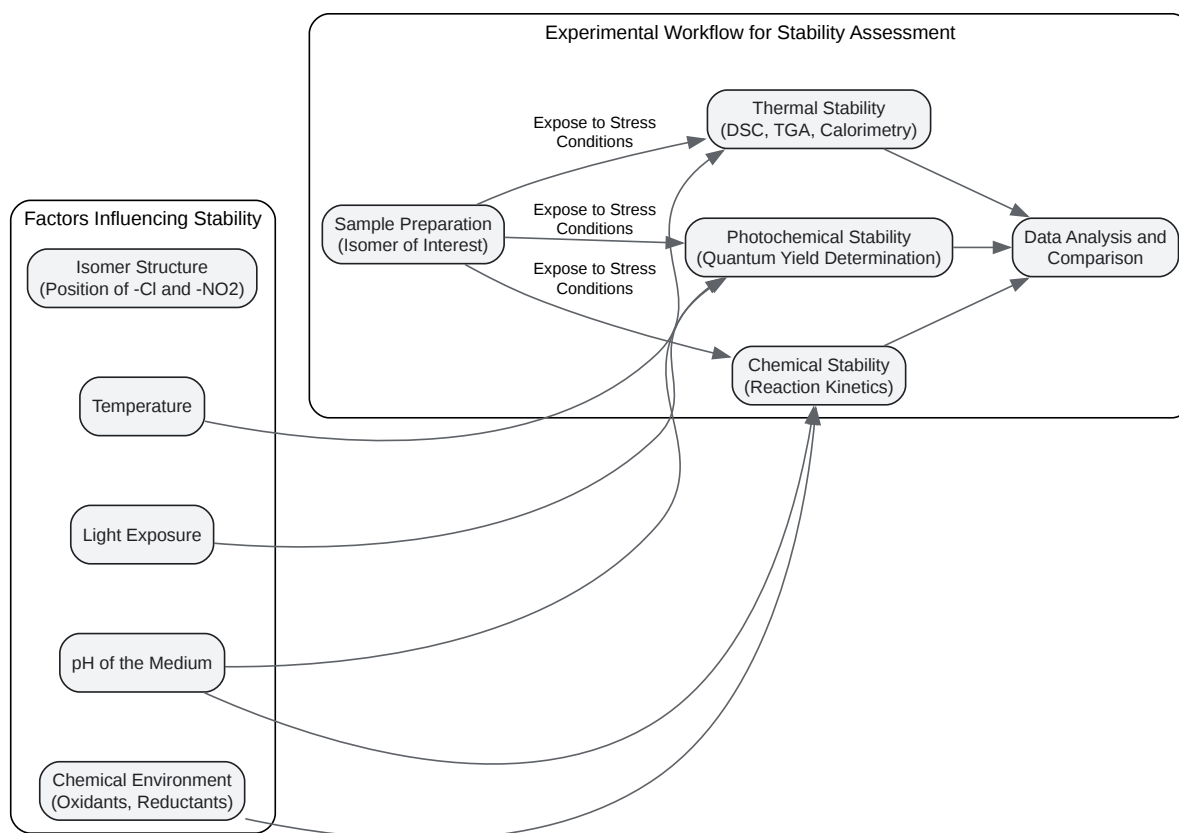 Experimental Workflow for Stability Assessment
Thermal Stability
(DSC, TGA, Calorimetry)
Expose to Stress
Conditions
Factors Influencing Stability
Sample Preparation
(Isomer of Interest)
Expose to Stress
Conditions
Photochemical Stability
(Quantum Yield Determination)
Data Analysis and
Comparison
Isomer Structure
(Position of -Cl and -NO2)
Expose to Stress
Conditions
Chemical Stability
(Reaction Kinetics)
Temperature
Light Exposure
pH of the Medium
Chemical Environment
(Oxidants, Reductants)